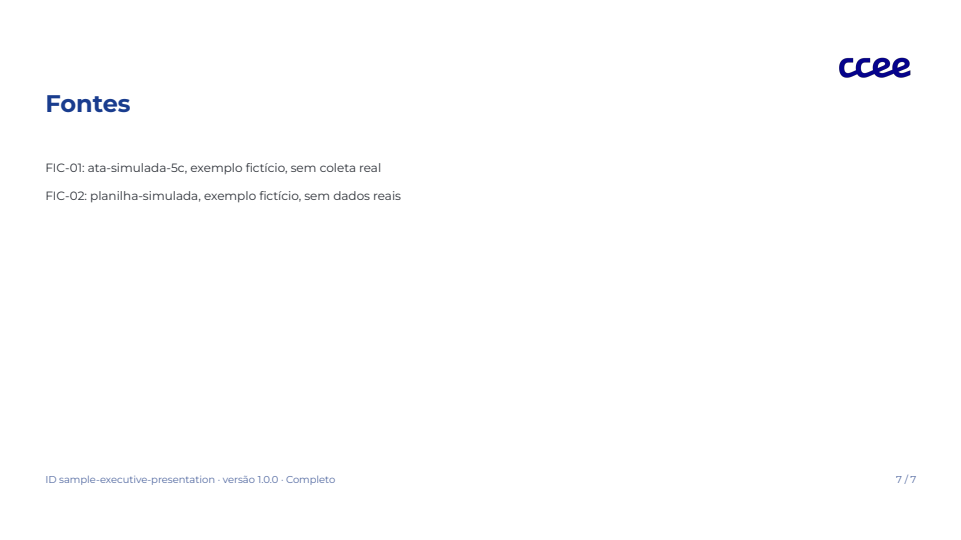 ccee
Fontes
FIC-01: ata-simulada-5c, exemplo fictício, sem coleta real
FIC-02: planilha-simulada, exemplo fictício, sem dados reais
ID sample-executive-presentation · versão 1.0.0 · Completo
7 / 7